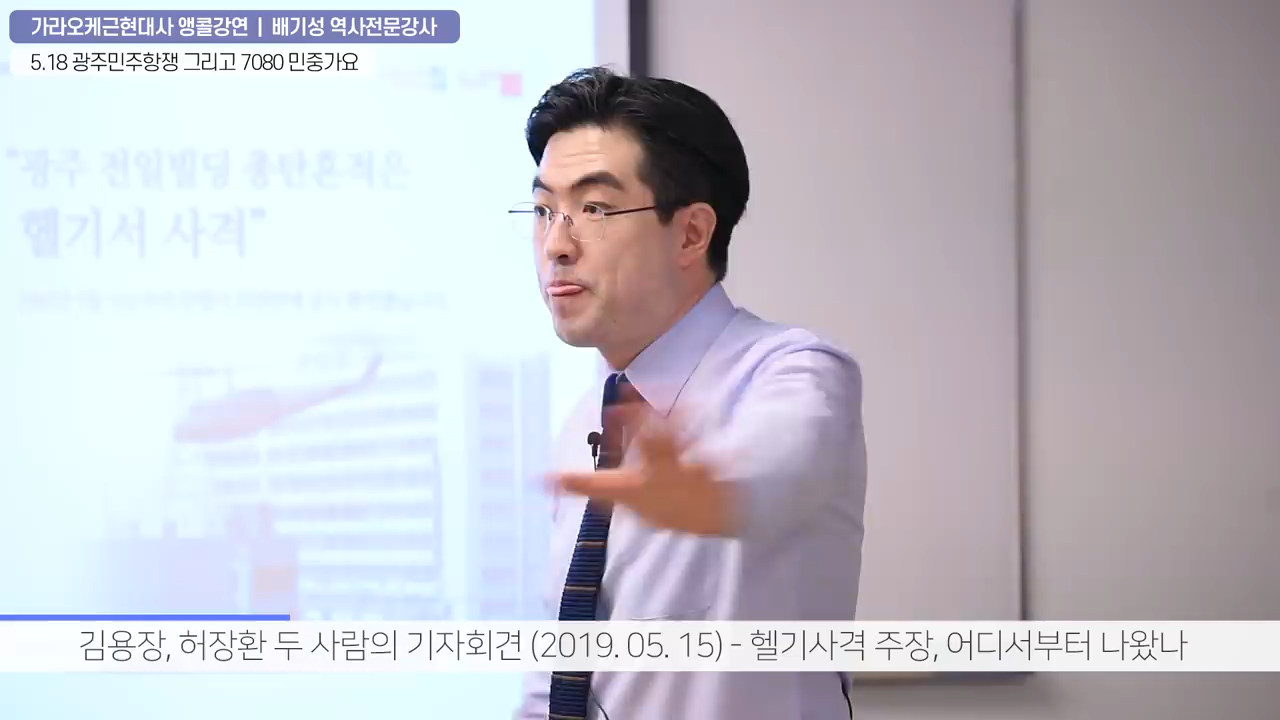 가라오케근현대사 앵콜강연 | 배기성 역사전문강사
5.18 광주민주항쟁 그리고 7080 민중가요
"광주 전일빌딩 총탄흔적은
헬기서 사격"
김용장, 허장환 두 사람의 기자회견 (2019. 05. 15) - 헬기사격 주장, 어디서부터 나왔나